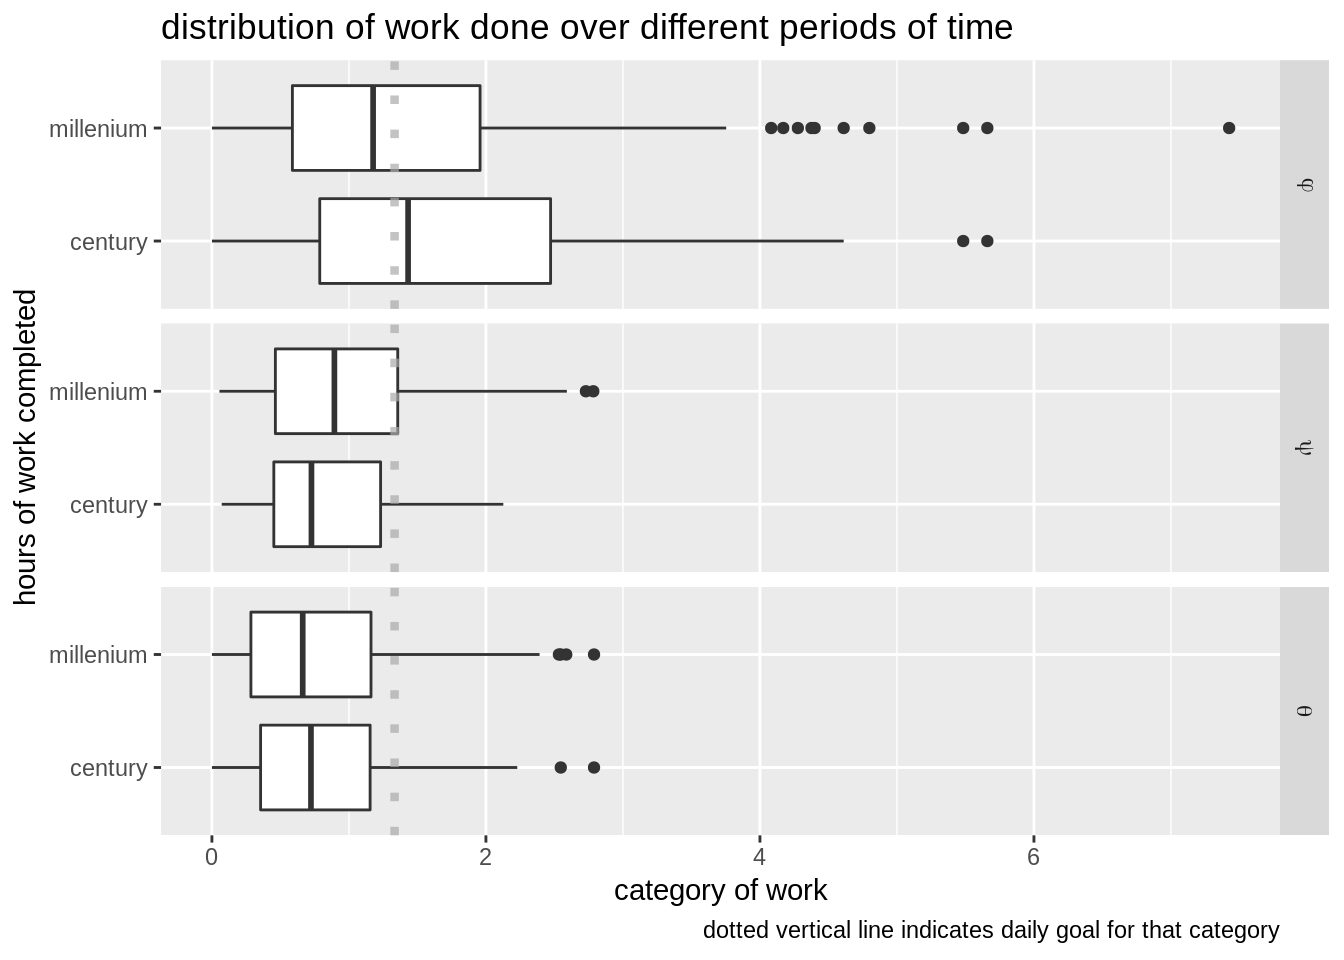 distribution of work done over different periods of time
millenium
century
φ
hours of work completed
millenium
century
ψ
millenium
century
θ
0 2 4 6
category of work
dotted vertical line indicates daily goal for that category